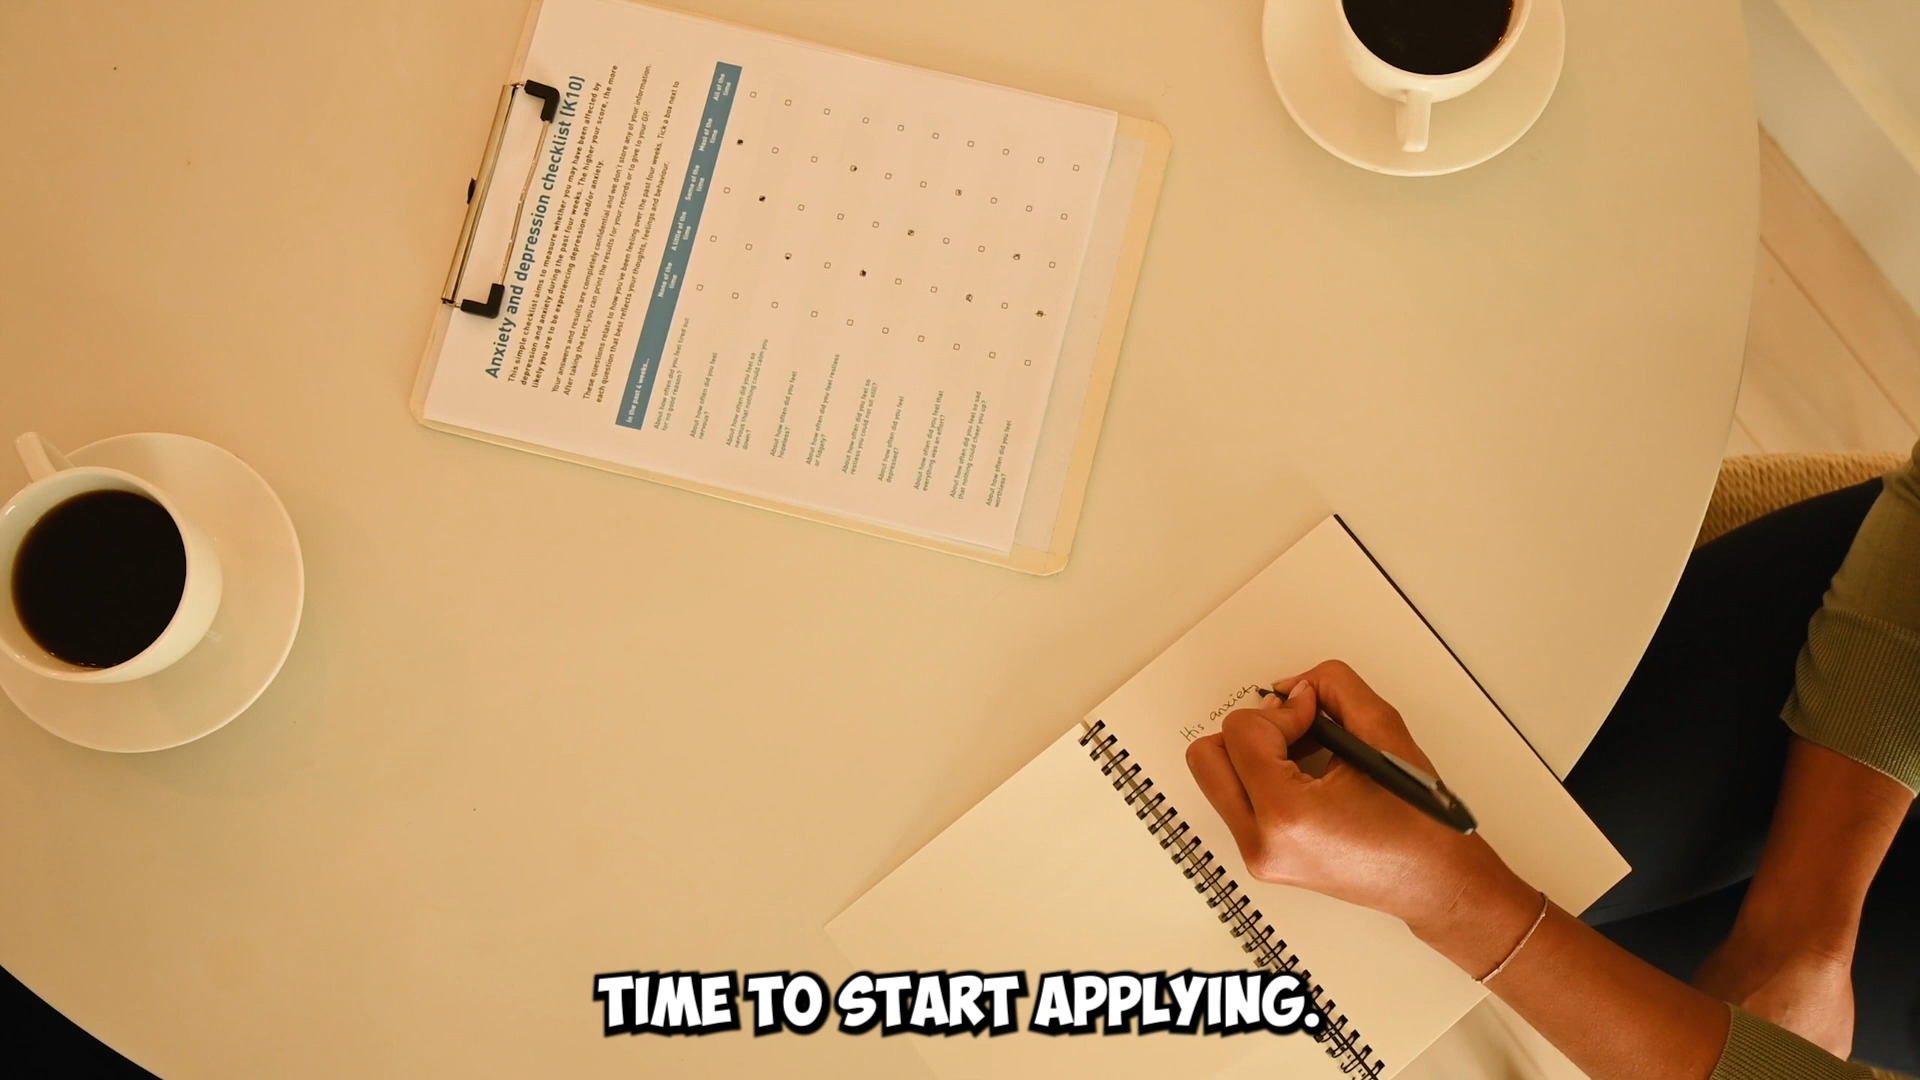 Anxiety and depression checklist (K10)
This simple checklist aims to measure whether you may have been affected by
depression and anxiety during the past four weeks. The higher your score, the more
likely you are to be experiencing depression and/or anxiety.
Your answers and results are completely confidential and we don't store any of your information.
After taking the test, you can print the results for your records or to give to your GP.
These questions relate to how you've been feeling over the past four weeks. Tick a box next to
each question that best reflects your thoughts, feelings and behaviour.
In the past 4 weeks...
None of the
time
A little of the
time
Some of the
time
Most of the
time
All of the
time
About how often did you feel tired out
for no good reason?
About how often did you feel
nervous?
About how often did you feel so
nervous that nothing could calm you
down?
About how often did you feel
hopeless?
About how often did you feel restless
or fidgety?
About how often did you feel so
restless you could not sit still?
About how often did you feel
depressed?
About how often did you feel that
everything was an effort?
About how often did you feel so sad
that nothing could cheer you up?
About how often did you feel
worthless?
His anxiety
TIME TO START APPLYING.